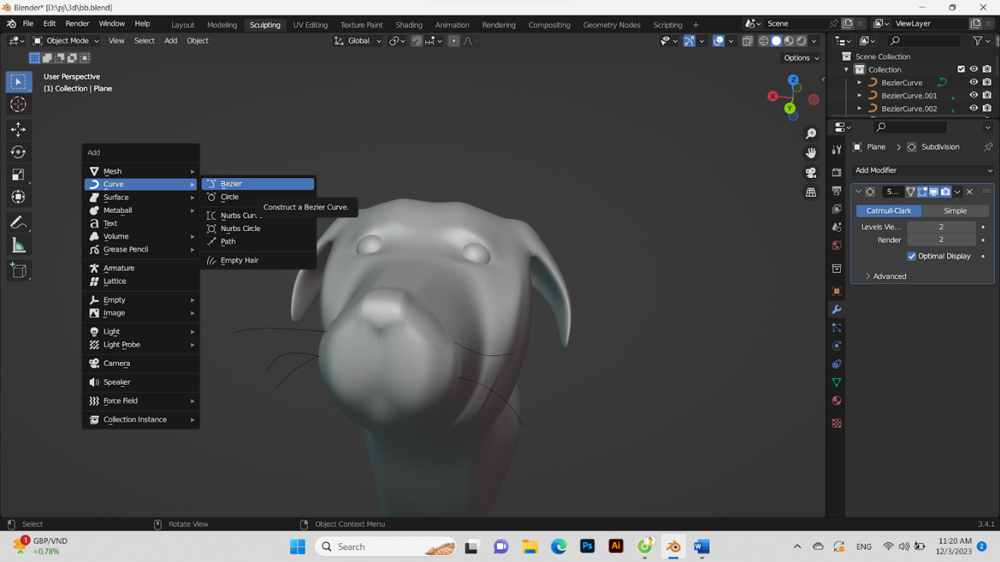 Blender* [D:\pj\3d\bb.blend]
File Edit Render Window Help Layout Modeling Sculpting UV Editing Texture Paint Shading Animation Rendering Compositing Geometry Nodes Scripting + Scene ViewLayer
Object Mode View Select Add Object Global
Options
User Perspective
(1) Collection | Plane
Z
X
Y
Scene Collection
Collection
BezierCurve
BezierCurve.001
BezierCurve.002
Plane > Subdivision
Add Modifier
S...
Catmull-Clark Simple
Levels Vie... 2
Render 2
Optimal Display
Advanced
Add
Mesh
Curve
Surface
Metaball
Text
Volume
Grease Pencil
Armature
Lattice
Empty
Image
Light
Light Probe
Camera
Speaker
Force Field
Collection Instance
Bezier
Circle
Construct a Bezier Curve.
Nurbs Curve
Nurbs Circle
Path
Empty Hair
Select Rotate View Object Context Menu 3.4.1
1 GBP/VND
+0,78%
Search
Ps Ai W
ENG
11:20 AM
12/3/2023
2